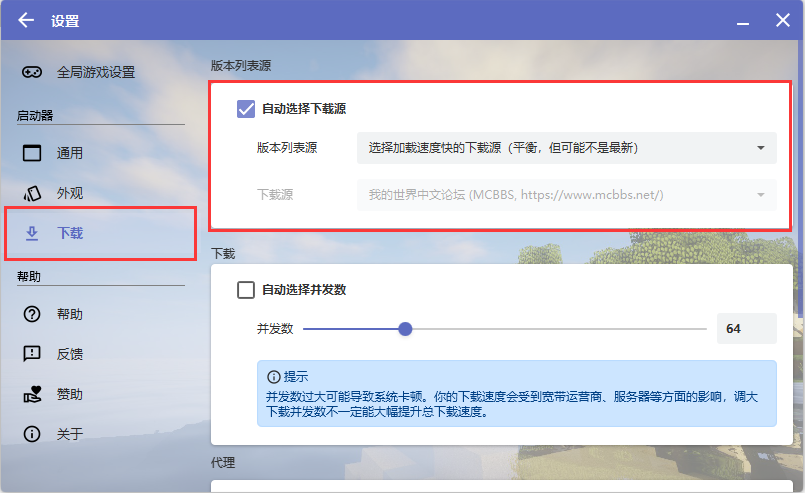 设置
全局游戏设置
启动器
通用
外观
下载
帮助
帮助
反馈
赞助
关于
版本列表源
自动选择下载源
版本列表源 选择加载速度快的下载源（平衡，但可能不是最新）
下载源 我的世界中文论坛 (MCBBS, https://www.mcbbs.net/)
下载
自动选择并发数
并发数 64
提示
并发数过大可能导致系统卡顿。你的下载速度会受到宽带运营商、服务器等方面的影响，调大
下载并发数不一定能大幅提升总下载速度。
代理